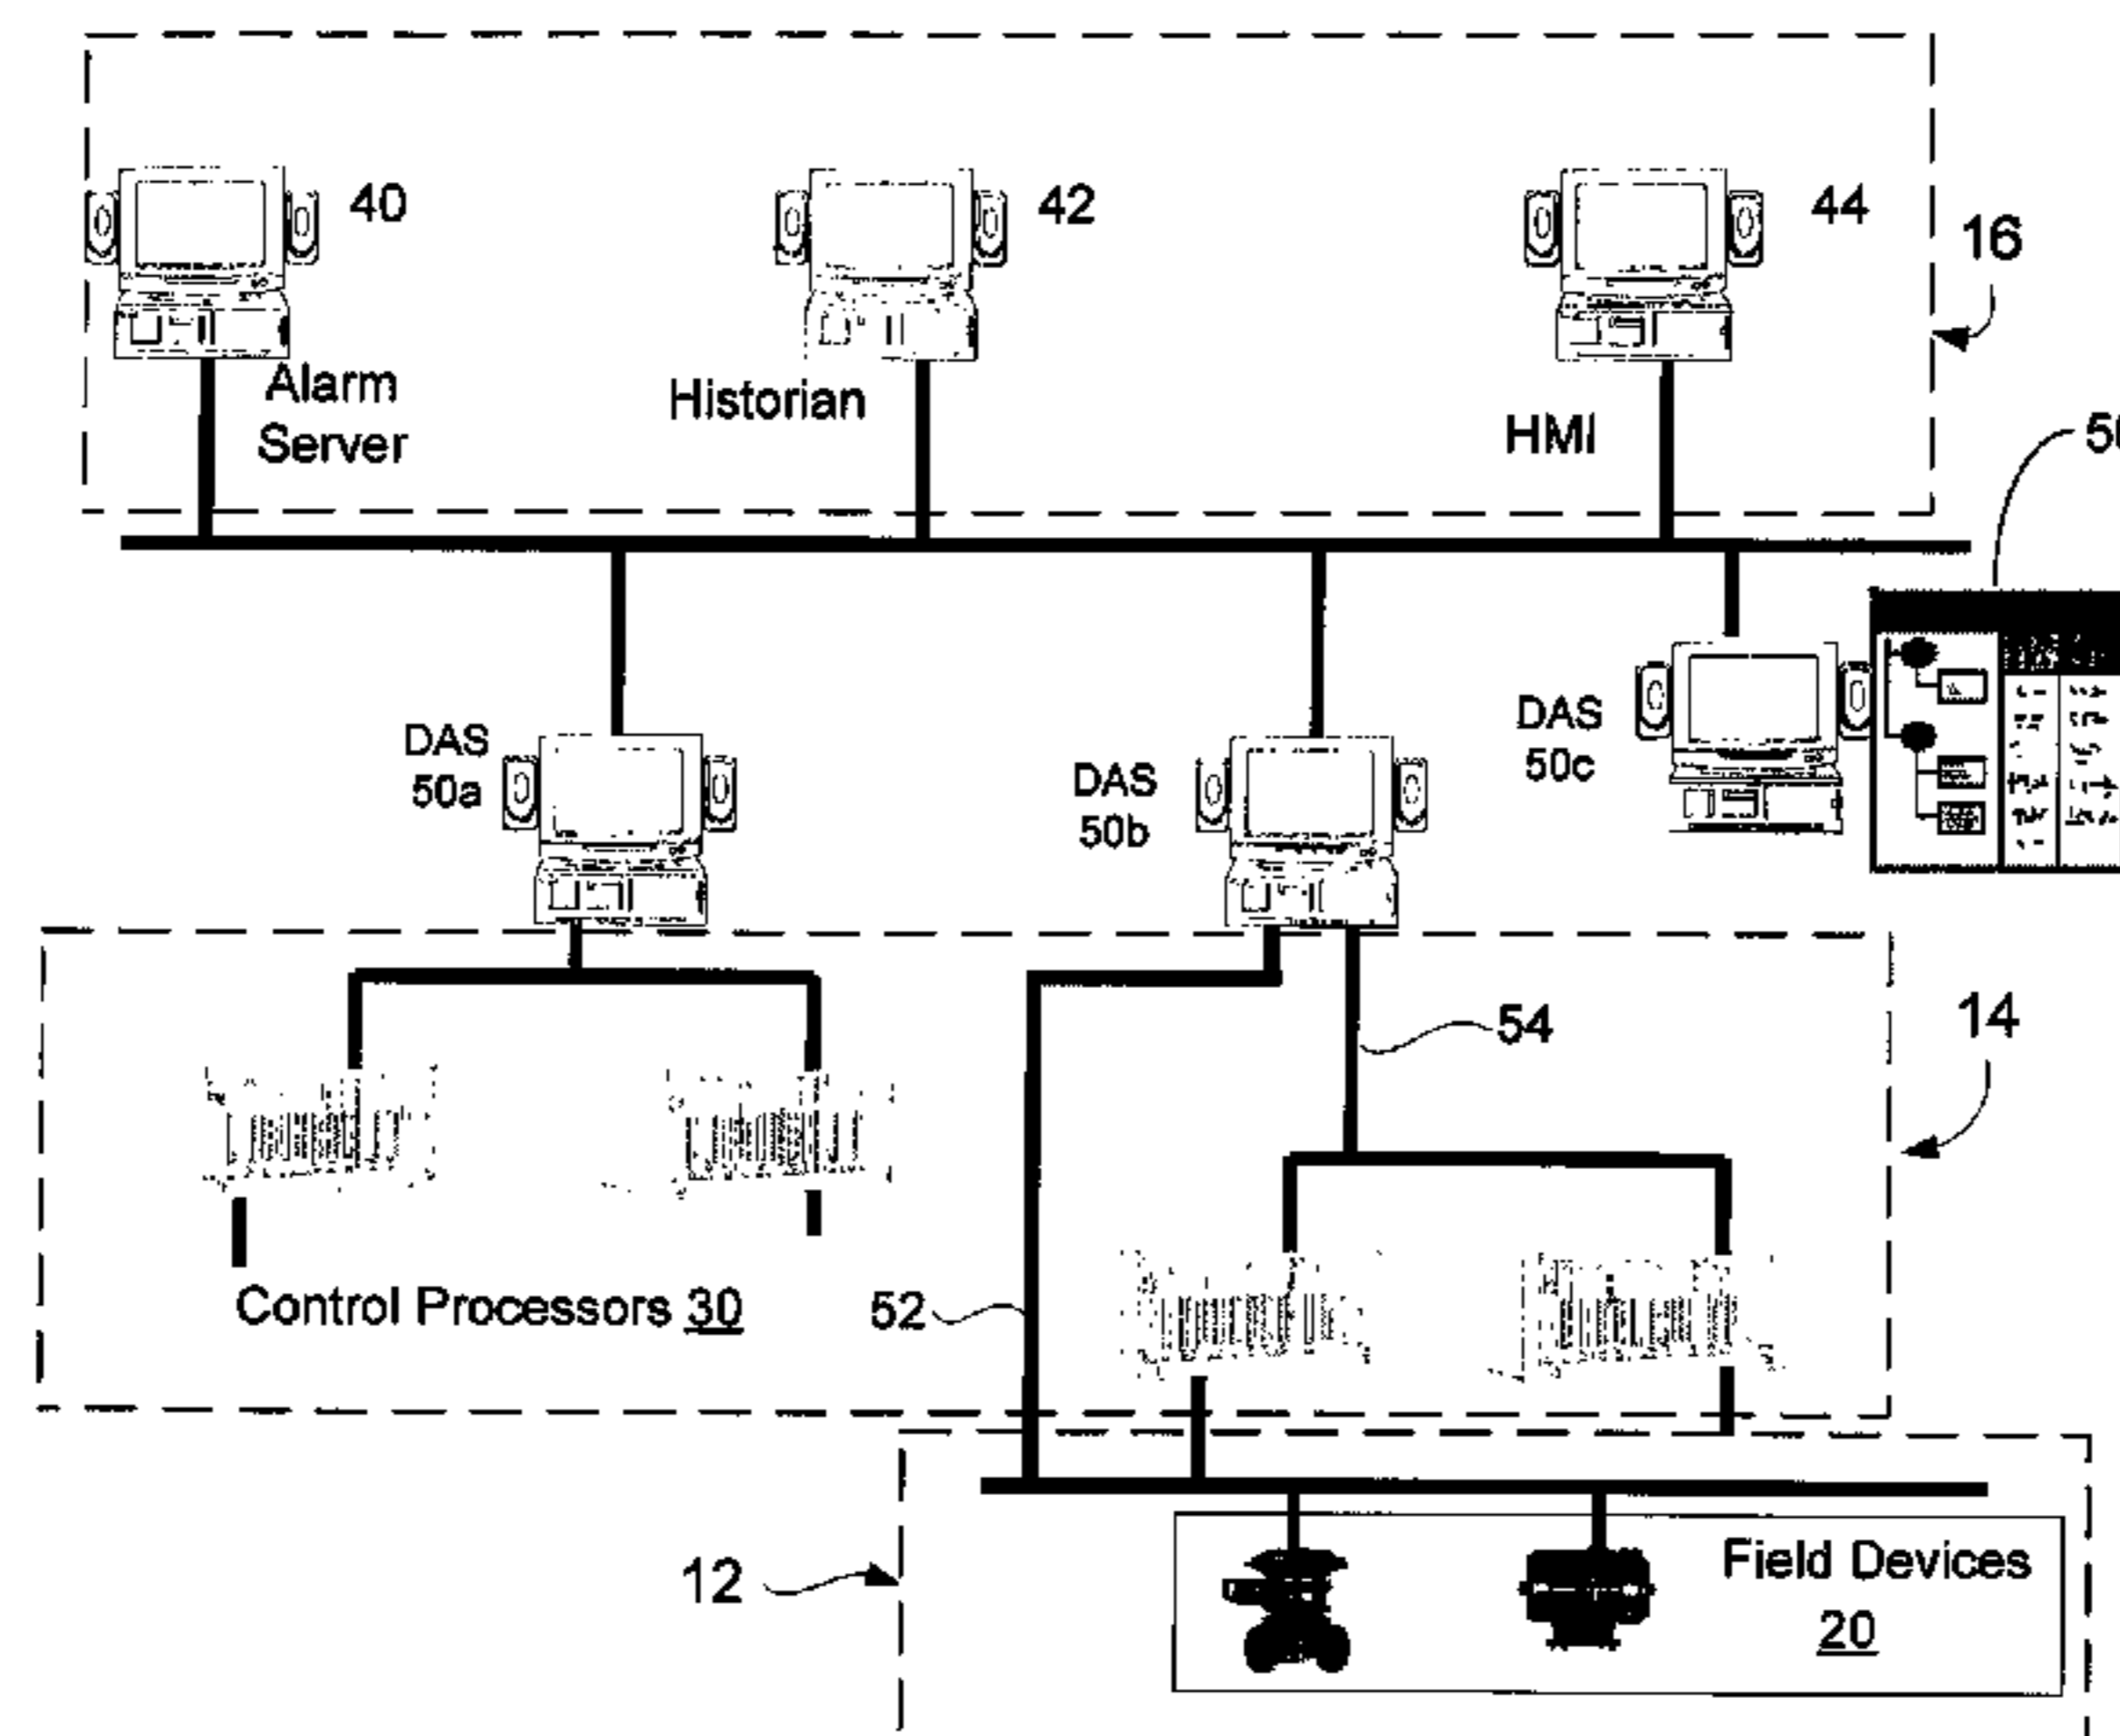 40
42
44
16
Alarm
Server
Historian
HMI
DAS
50a
DAS
50b
DAS
50c
54
14
Control Processors 30
52
12
Field Devices
20